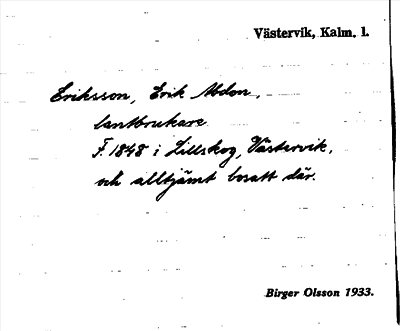 Västervik, Kalm. l.
Eriksson, Erik Abdon,
lantbrukare
F. 1848 i Lillskog, Västervik,
och alltjämt bosatt där.
Birger Olsson 1933.